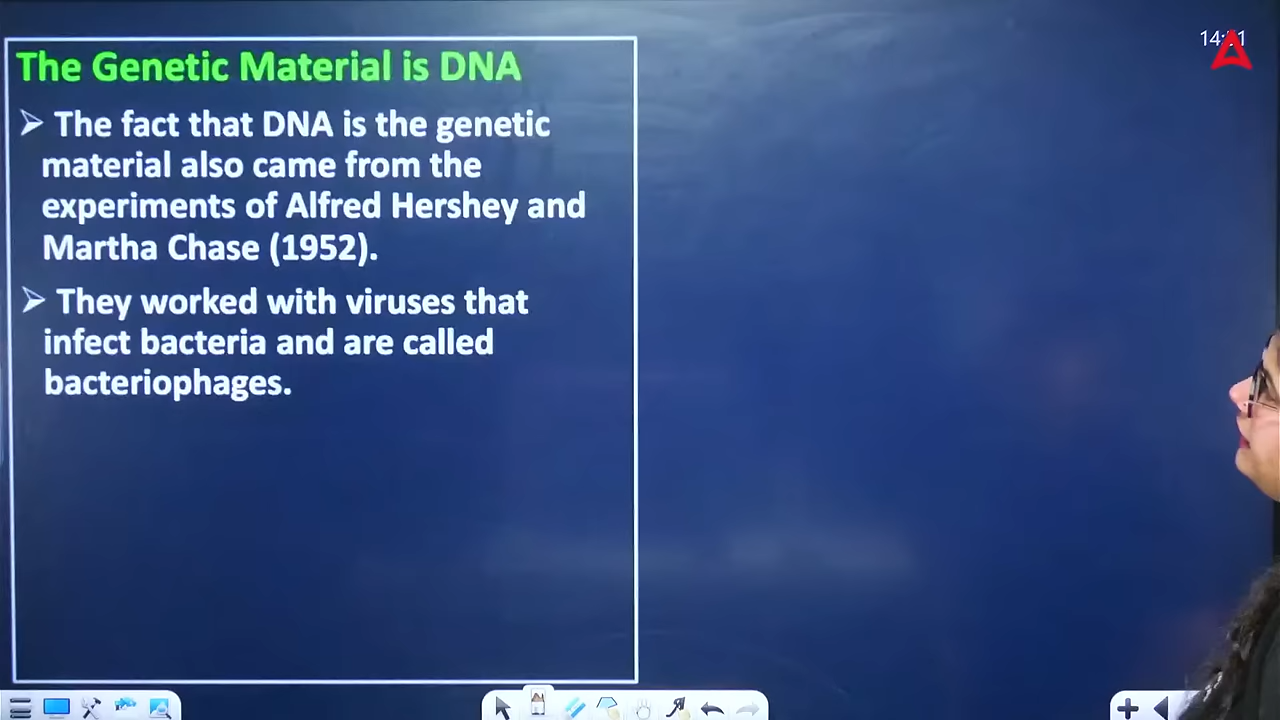 The Genetic Material is DNA
➢ The fact that DNA is the genetic
material also came from the
experiments of Alfred Hershey and
Martha Chase (1952).
➢ They worked with viruses that
infect bacteria and are called
bacteriophages.